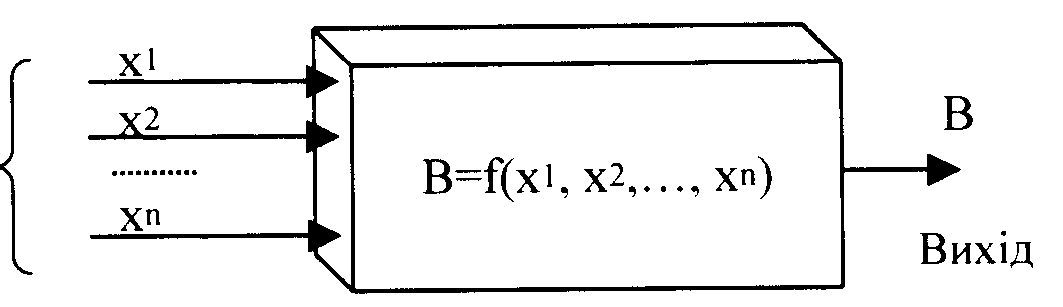 x1
x2
...........
xn
B=f(x1, x2,..., xn)
В
Вихід